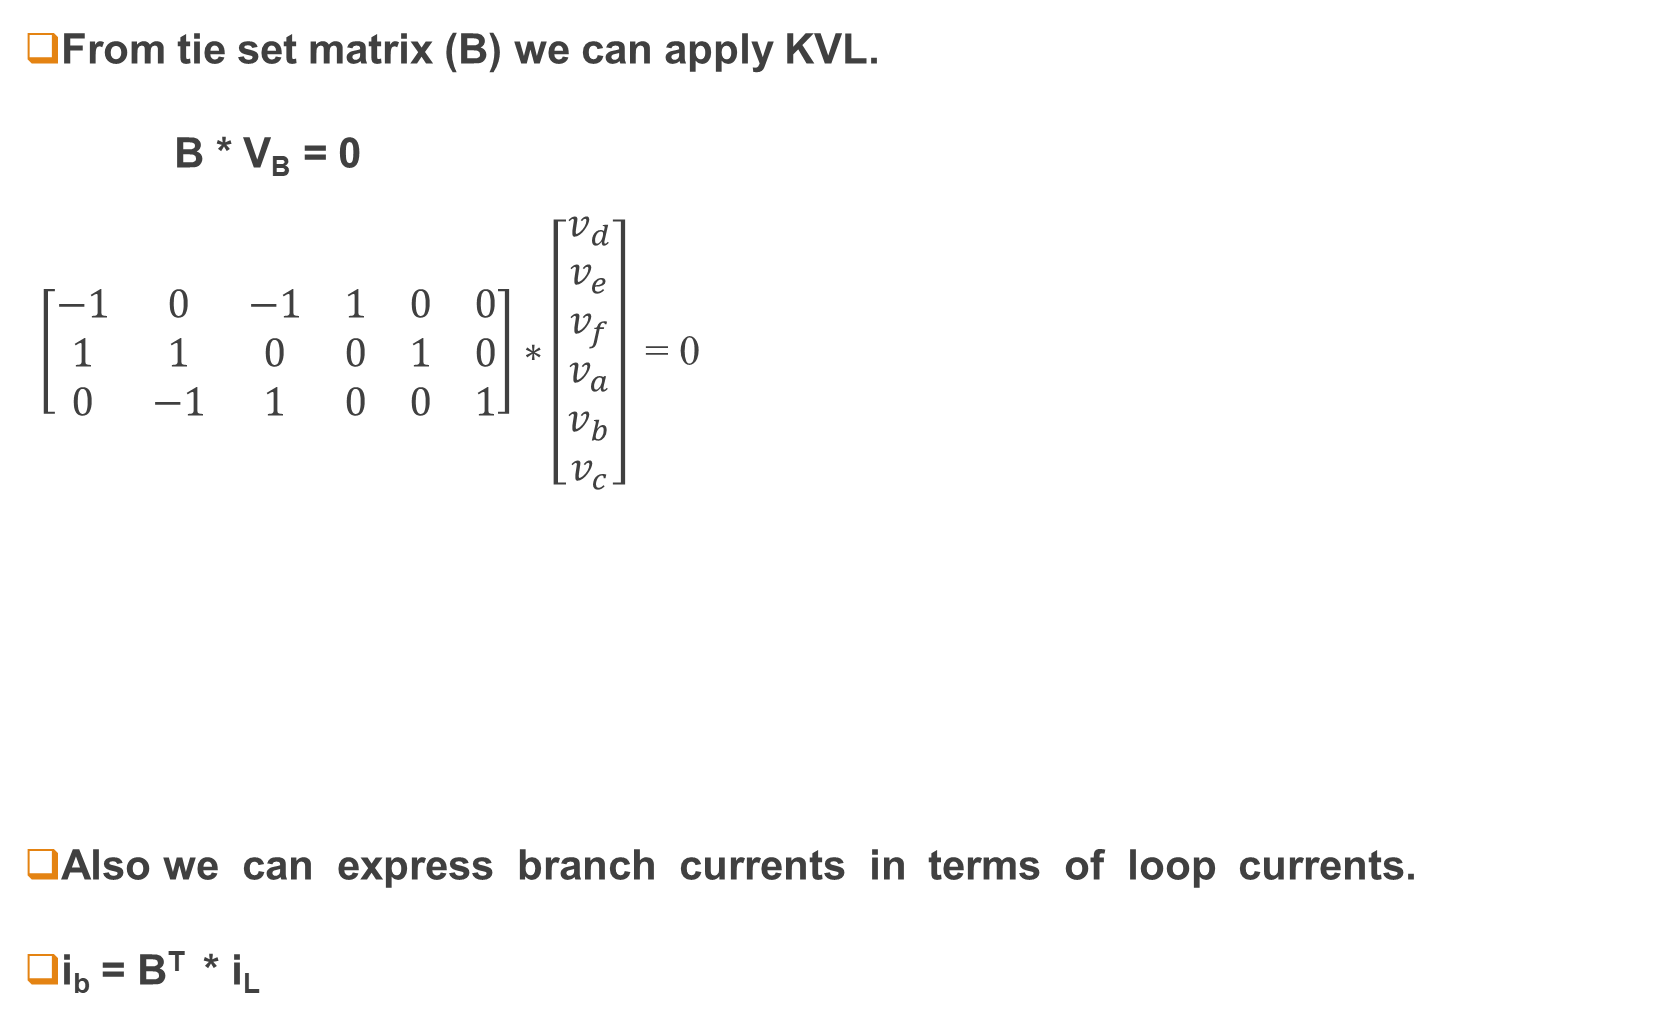 ❑From tie set matrix (B) we can apply KVL.
B * V_B = 0
[−1 0 −1 1 0 0
1 1 0 0 1 0
0 −1 1 0 0 1] * [v_d
v_e
v_f
v_a
v_b
v_c] = 0
❑Also we can express branch currents in terms of loop currents.
❑i_b = B^T * i_L